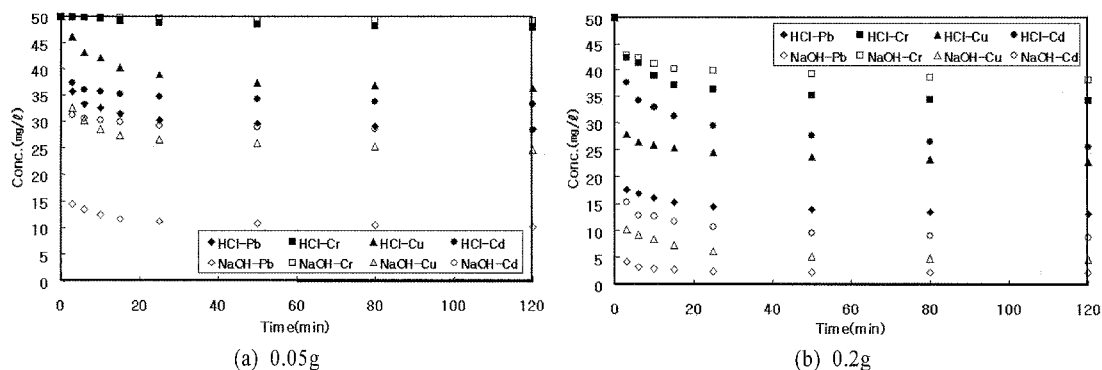 50
45
40
35
30
25
20
15
10
5
0
Conc.(mg/ℓ)
◆HCl-Pb ■HCl-Cr ▲HCl-Cu ●HCl-Cd
◇NaOH-Pb □NaOH-Cr △NaOH-Cu ○NaOH-Cd
0 20 40 60 80 100 120
Time(min)
(a) 0.05g
50
45
40
35
30
25
20
15
10
5
0
Conc.(mg/ℓ)
◆HCl-Pb ■HCl-Cr ▲HCl-Cu ●HCl-Cd
◇NaOH-Pb □NaOH-Cr △NaOH-Cu ○NaOH-Cd
0 20 40 60 80 100 120
Time(min)
(b) 0.2g